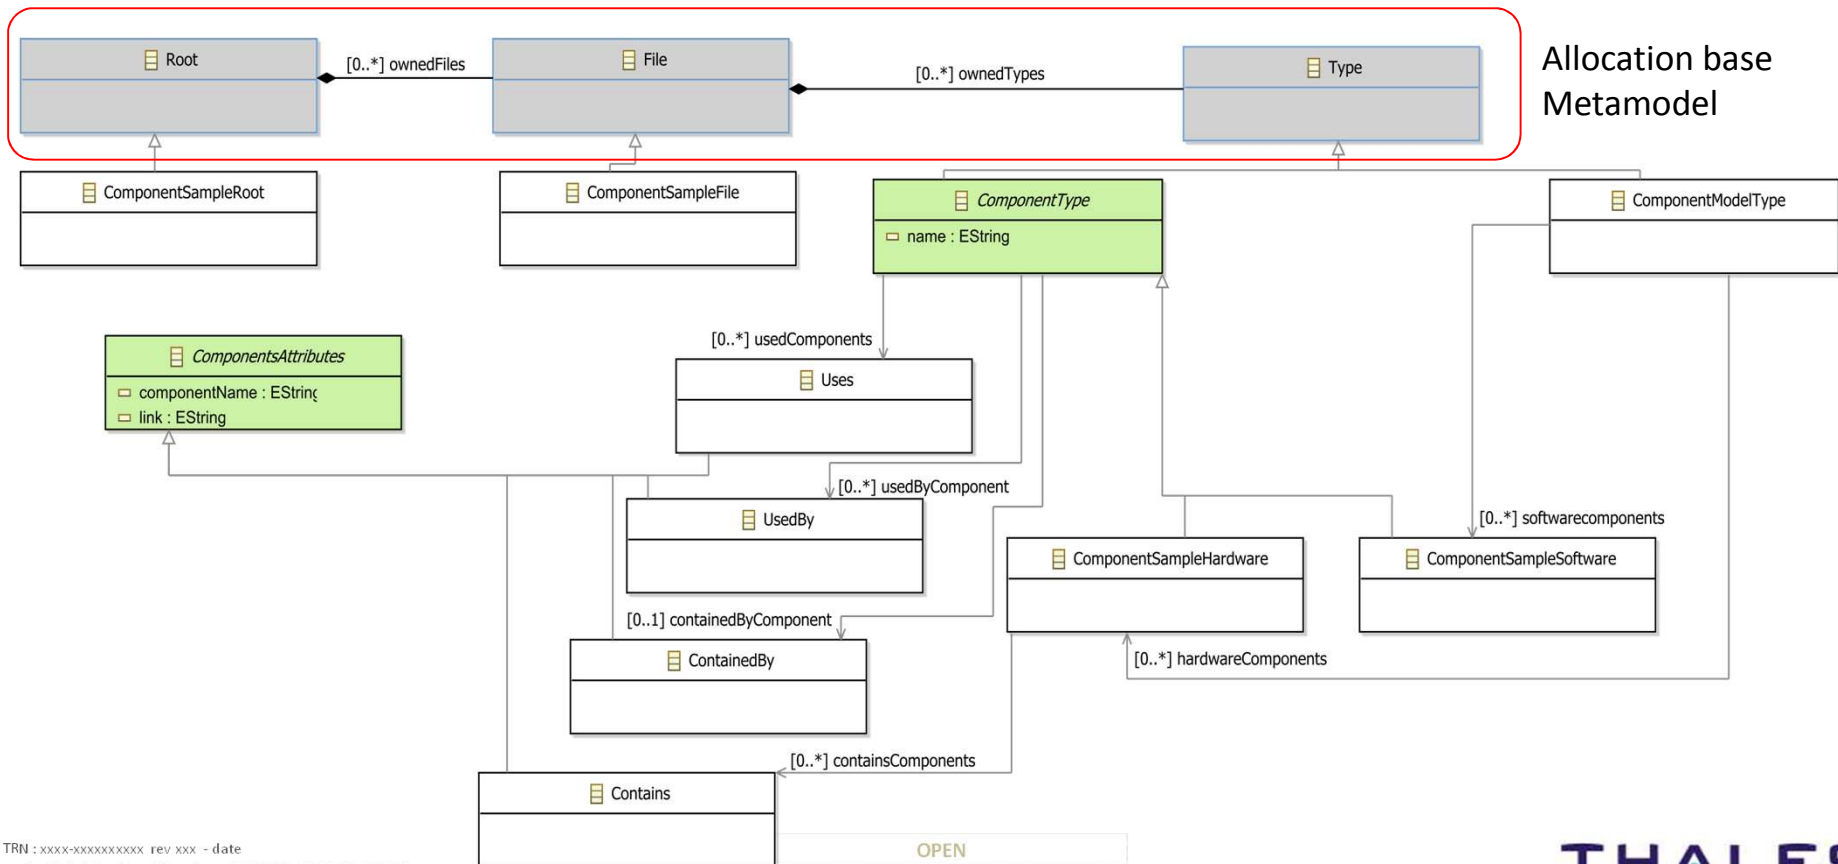 Root
[0..*] ownedFiles
File
[0..*] ownedTypes
Type
Allocation base
Metamodel
ComponentSampleRoot
ComponentSampleFile
ComponentType
name : EString
ComponentModelType
[0..*] usedComponents
ComponentsAttributes
componentName : EString
link : EString
Uses
[0..*] usedByComponent
UsedBy
[0..*] softwarecomponents
ComponentSampleHardware
ComponentSampleSoftware
[0..1] containedByComponent
ContainedBy
[0..*] hardwareComponents
[0..*] containsComponents
Contains
TRN : xxxx-xxxxxxxxxx rev xxx - date
OPEN
THALES